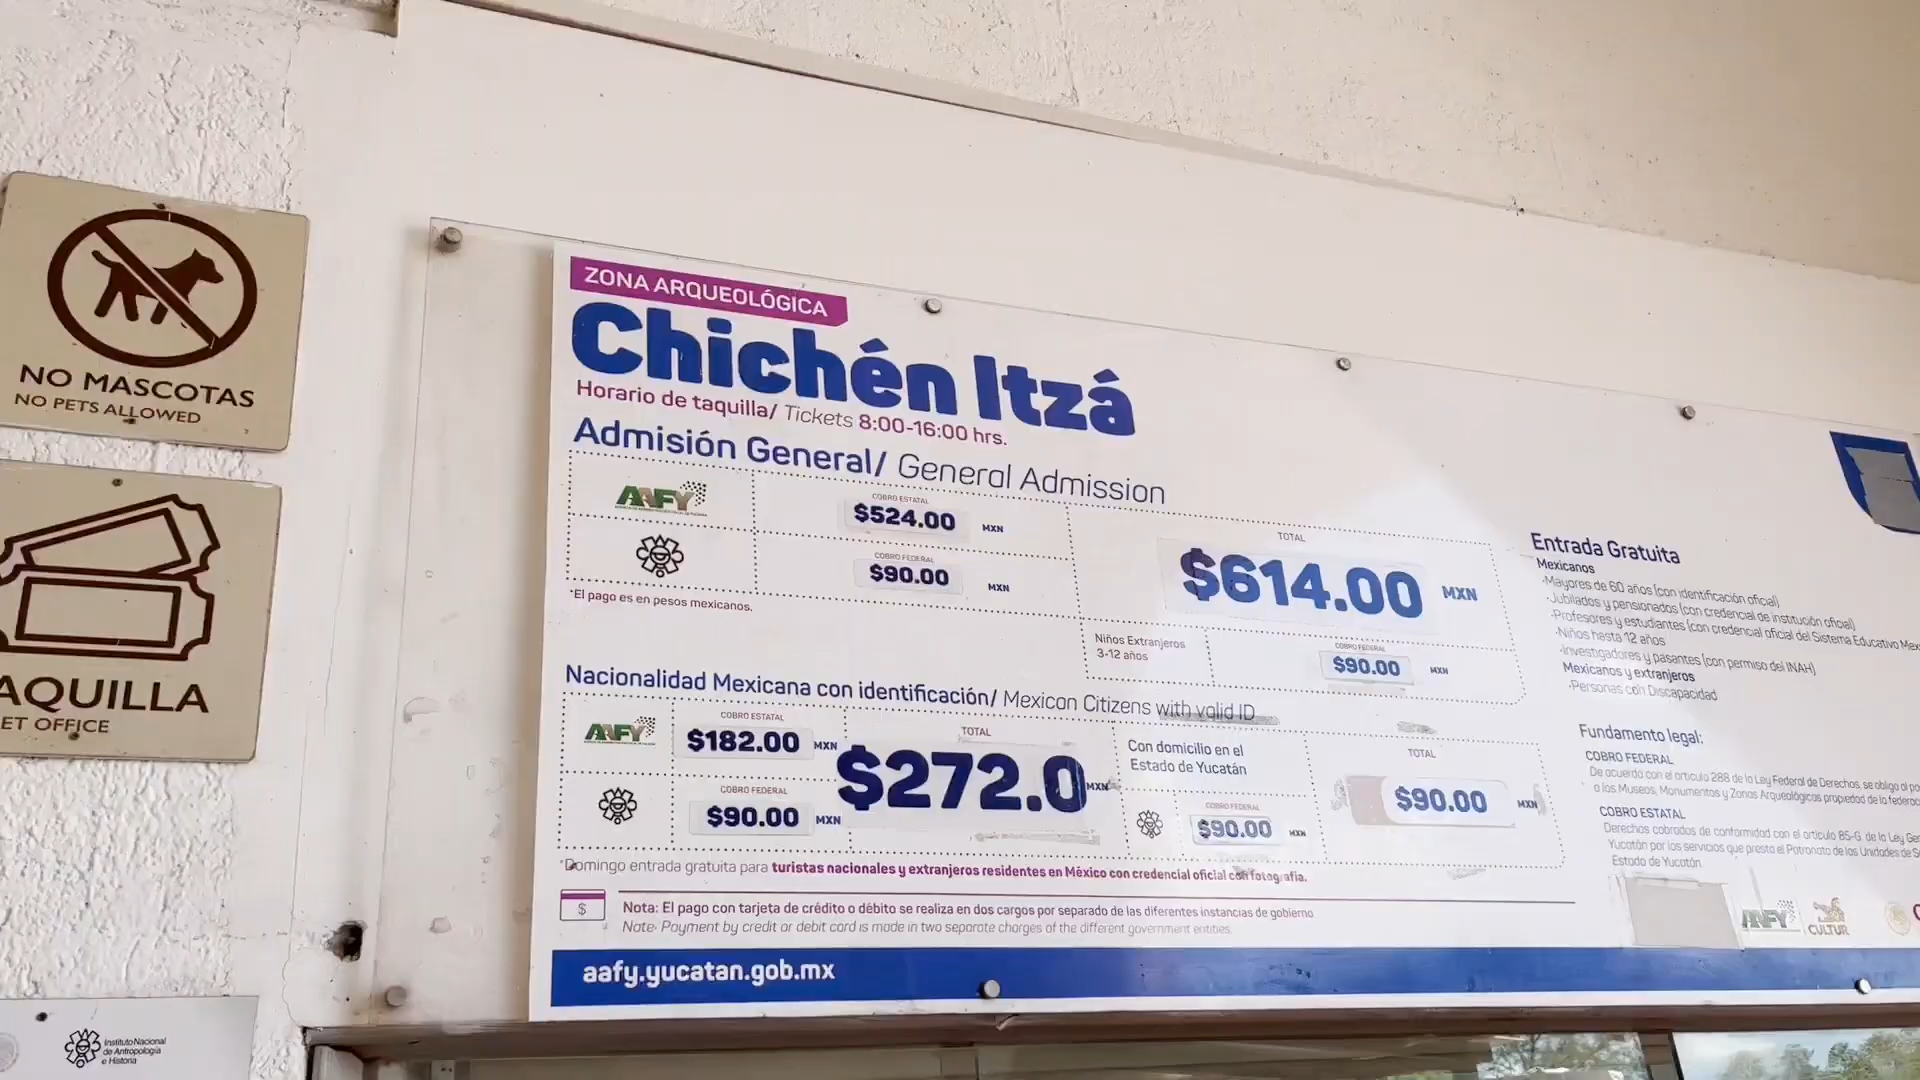 NO MASCOTAS
NO PETS ALLOWED
AQUILLA
ET OFFICE
Instituto Nacional
de Antropología
e Historia
ZONA ARQUEOLÓGICA
Chichén Itzá
Horario de taquilla/ Tickets 8:00-16:00 hrs.
Admisión General/ General Admission
AAFY
COBRO ESTATAL
$524.00 MXN
COBRO FEDERAL
$90.00 MXN
TOTAL
$614.00 MXN
*El pago es en pesos mexicanos.
Niños Extranjeros
3-12 años
COBRO FEDERAL
$90.00 MXN
Nacionalidad Mexicana con identificación/ Mexican Citizens with valid ID
AAFY
COBRO ESTATAL
$182.00 MXN
COBRO FEDERAL
$90.00 MXN
TOTAL
$272.0 MXN
Con domicilio en el
Estado de Yucatán
COBRO FEDERAL
$90.00 MXN
TOTAL
$90.00 MXN
*Domingo entrada gratuita para turistas nacionales y extranjeros residentes en México con credencial oficial con fotografía.
$
Nota: El pago con tarjeta de crédito o débito se realiza en dos cargos por separado de las diferentes instancias de gobierno
Note: Payment by credit or debit card is made in two separate charges of the different government entities.
aafy.yucatan.gob.mx
Entrada Gratuita
Mexicanos
·Mayores de 60 años (con identificación oficial)
·Jubilados y pensionados (con credencial de institución oficial)
·Profesores y estudiantes (con credencial oficial del Sistema Educativo Mex
·Niños hasta 12 años
·Investigadores y pasantes (con permiso del INAH)
Mexicanos y extranjeros
·Personas con Discapacidad
Fundamento legal:
COBRO FEDERAL
De acuerdo con el artículo 288 de la Ley Federal de Derechos, se obliga al pa
a los Museos, Monumentos y Zonas Arqueológicas propiedad de la federac
COBRO ESTATAL
Derechos cobrados de conformidad con el artículo 85-G de la Ley Ge
Yucatán por los servicios que presta el Patronato de las Unidades de S
Estado de Yucatán.
AAFY
CULTUR